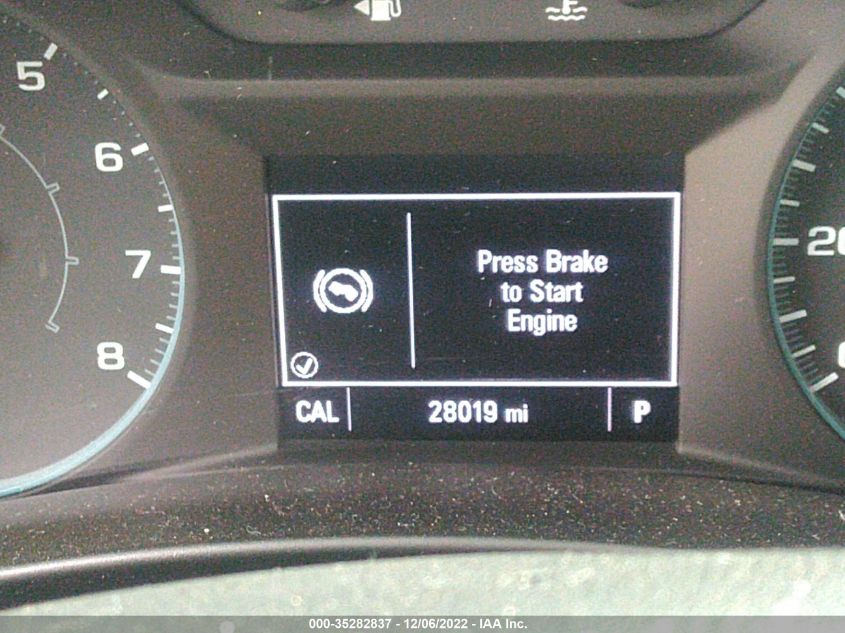 5
6
7
8
Press Brake
to Start
Engine
CAL 28019 mi P
20
000-35282837 - 12/06/2022 - IAA Inc.